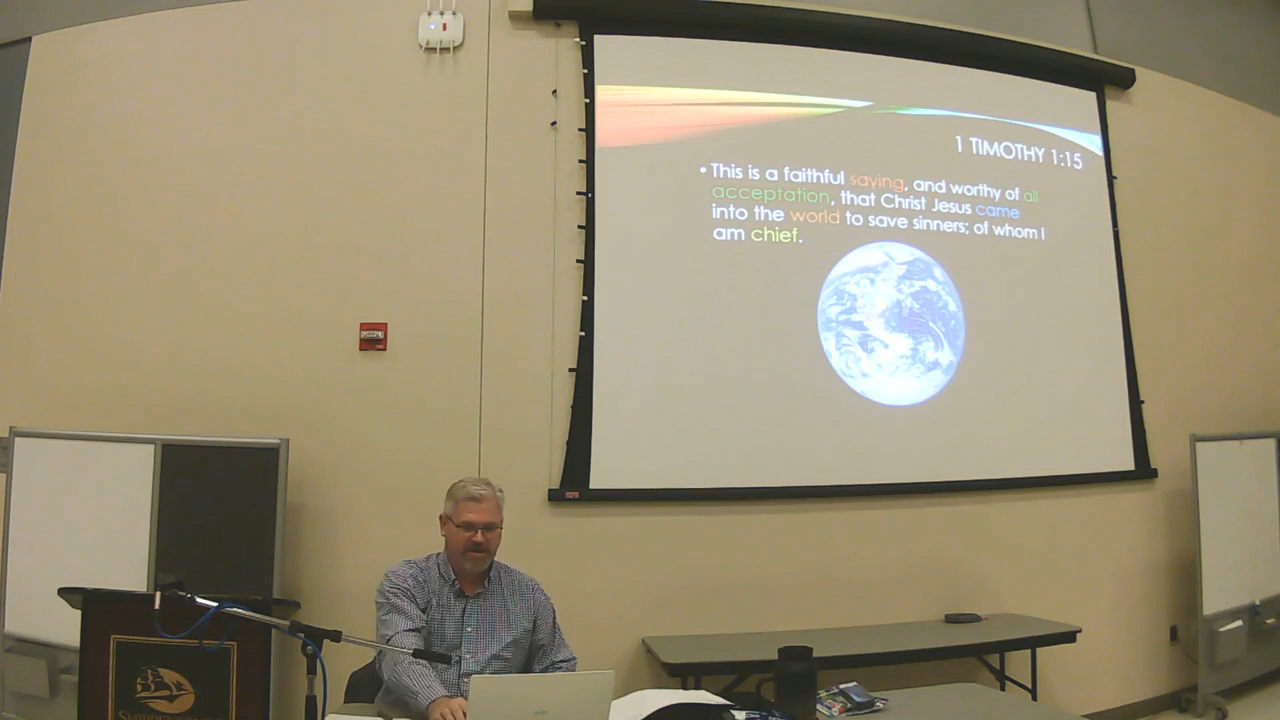 1 TIMOTHY 1:15
• This is a faithful saying, and worthy of all
acceptation, that Christ Jesus came
into the world to save sinners; of whom I
am chief.